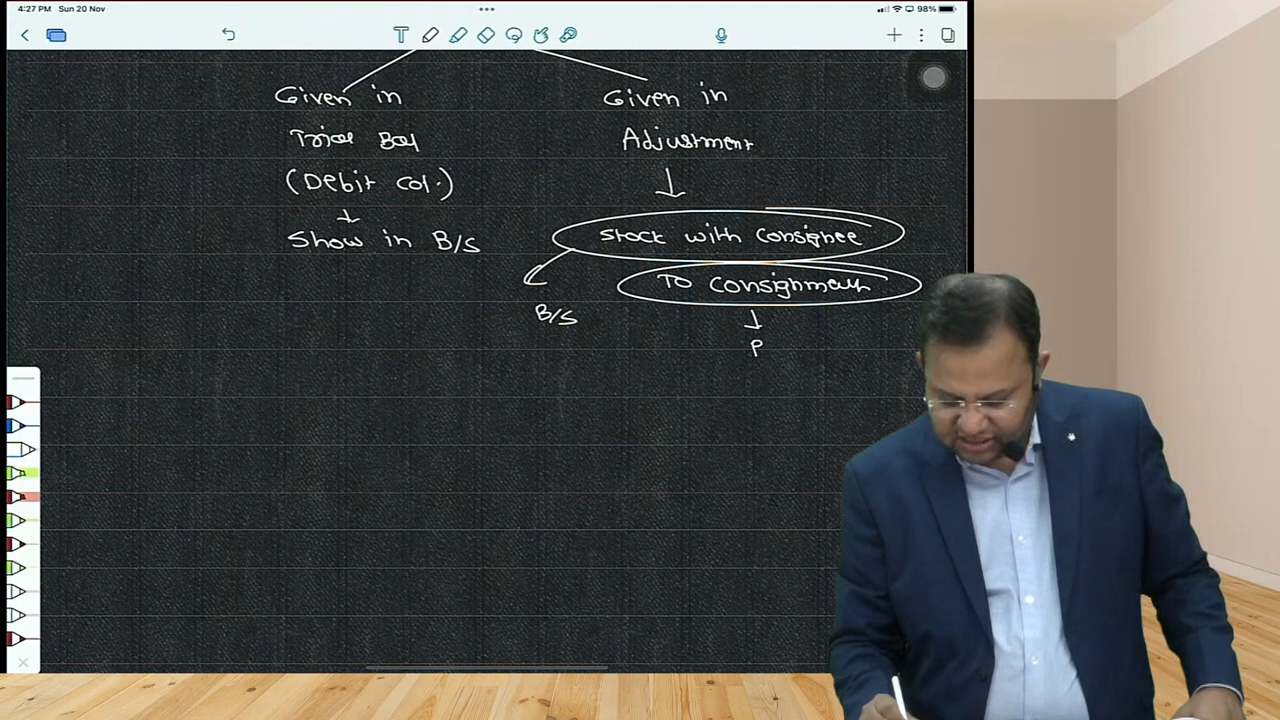 4:27 PM Sun 20 Nov
98%
Given in
Trial Bal
(Debit Col.)
Show in B/S
Given in
Adjustment
Stock with Consignee
To Consignment
B/S
P